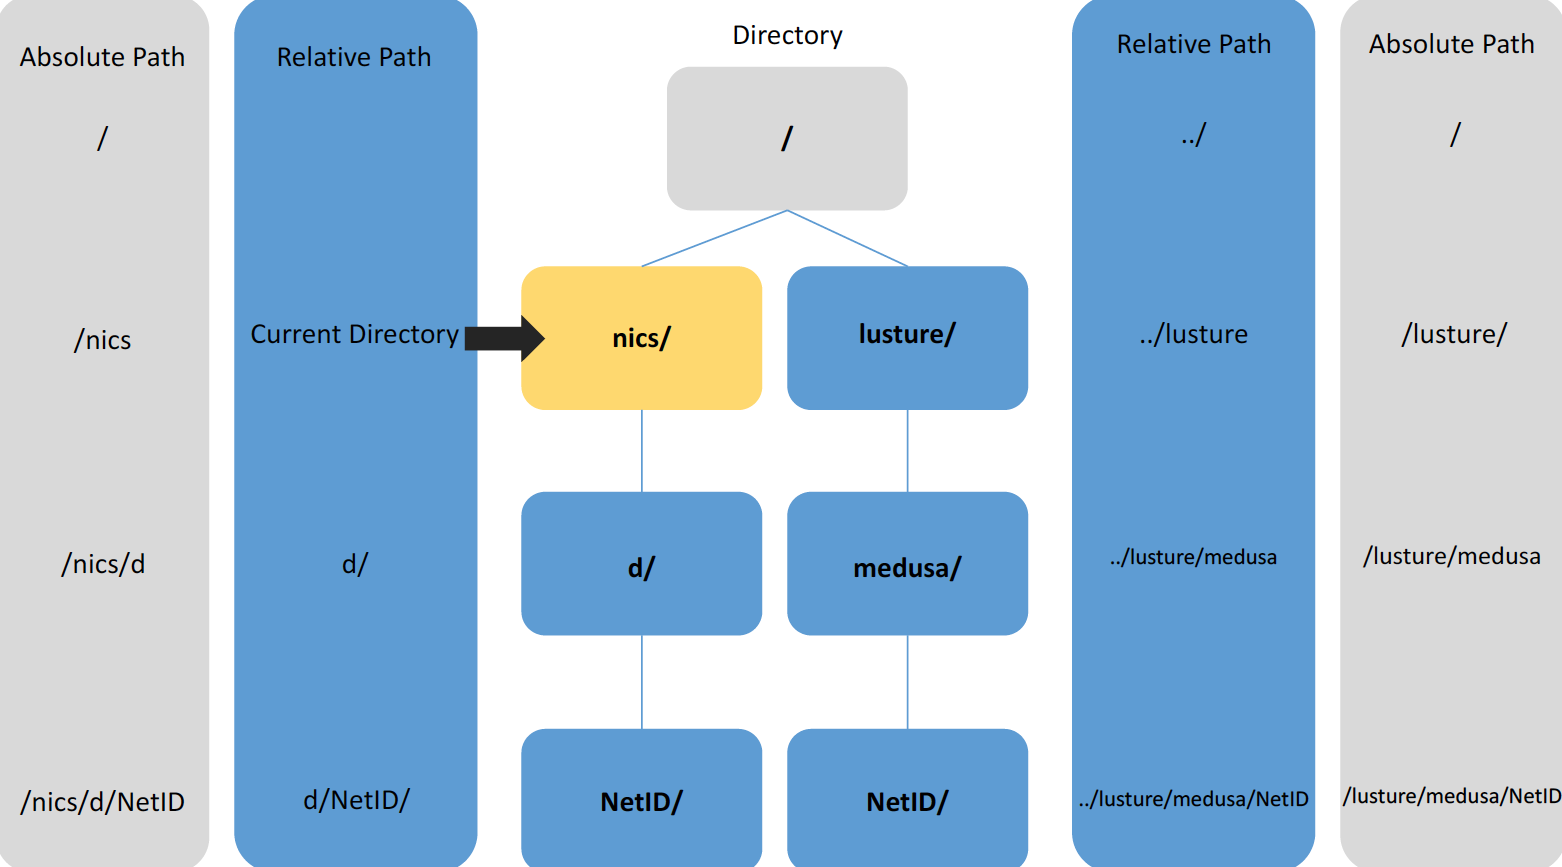 Directory
Absolute Path
Relative Path
Relative Path
Absolute Path
/
/
../
/
/nics
Current Directory
nics/
lusture/
../lusture
/lusture/
/nics/d
d/
d/
medusa/
../lusture/medusa
/lusture/medusa
/nics/d/NetID
d/NetID/
NetID/
NetID/
../lusture/medusa/NetID
/lusture/medusa/NetID